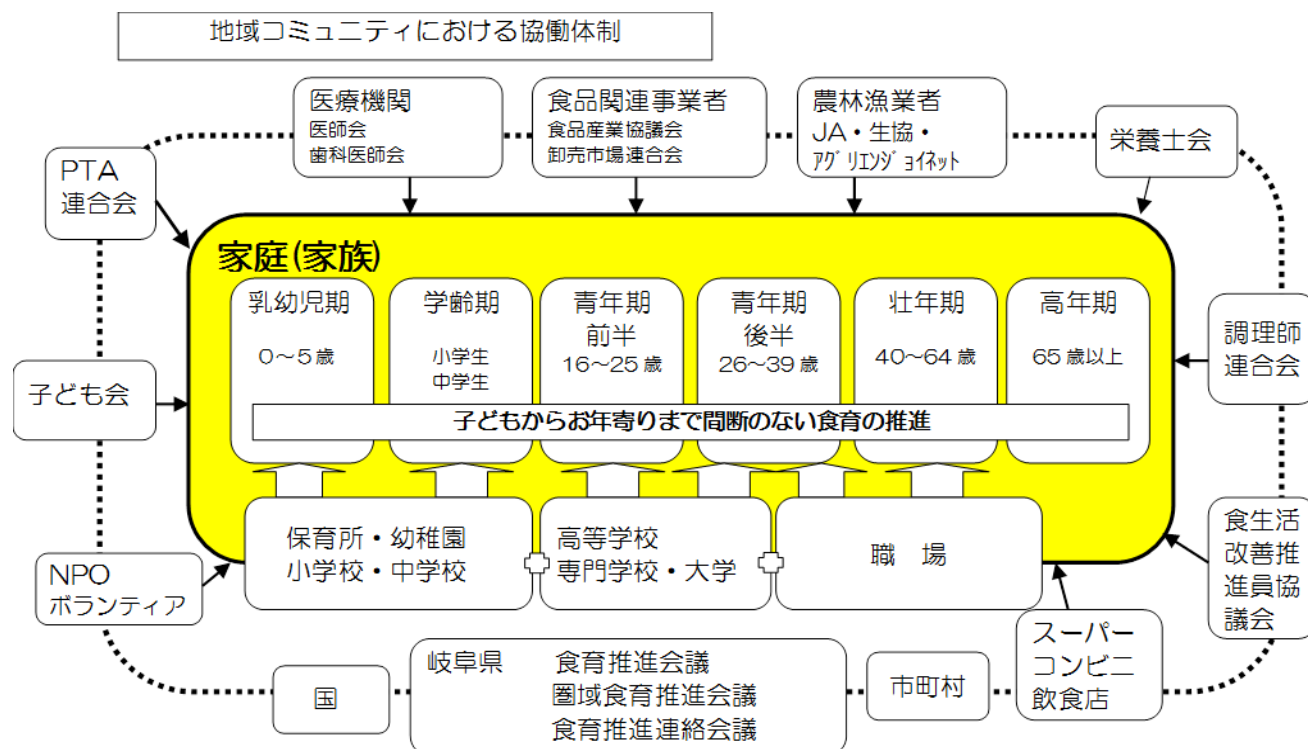 地域コミュニティにおける協働体制
医療機関
医師会
歯科医師会
食品関連事業者
食品産業協議会
卸売市場連合会
農林漁業者
JA・生協・
ｱｸﾞﾘｴﾝｼﾞｮｲﾈｯﾄ
栄養士会
PTA
連合会
家庭(家族)
乳幼児期
0～5歳
学齢期
小学生
中学生
青年期
前半
16～25歳
青年期
後半
26～39歳
壮年期
40～64歳
高年期
65歳以上
調理師
連合会
子ども会
子どもからお年寄りまで間断のない食育の推進
保育所・幼稚園
小学校・中学校
高等学校
専門学校・大学
職　場
食生活
改善推
進員協
議会
NPO
ボランティア
スーパー
コンビニ
飲食店
国
岐阜県　食育推進会議
圏域食育推進会議
食育推進連絡会議
市町村